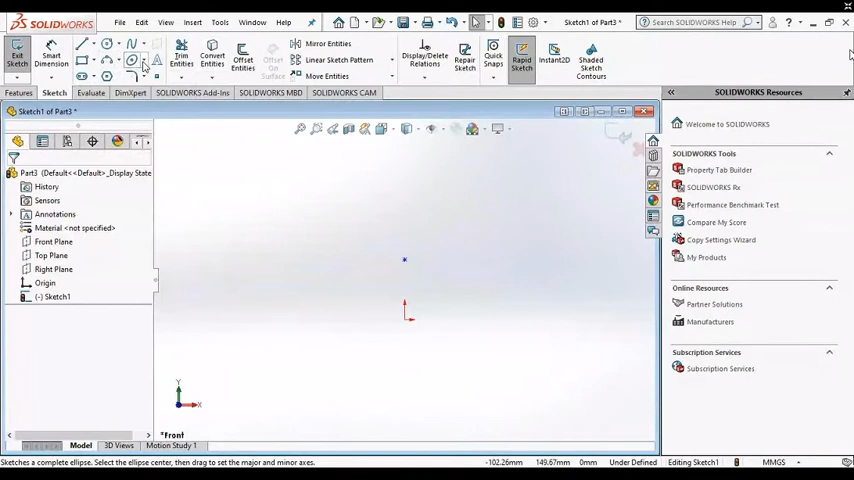 SOLIDWORKS File Edit View Insert Tools Window Help Sketch1 of Part3 * Search SOLIDWORKS Help
Exit Sketch
Smart Dimension
Trim Entities
Convert Entities
Offset Entities
Offset On Surface
Mirror Entities
Linear Sketch Pattern
Move Entities
Display/Delete Relations
Repair Sketch
Quick Snaps
Rapid Sketch
Instant2D
Shaded Sketch Contours
Features Sketch Evaluate DimXpert SOLIDWORKS Add-Ins SOLIDWORKS MBD SOLIDWORKS CAM
SOLIDWORKS Resources
Sketch1 of Part3 *
Part3 (Default<<Default>_Display State
History
Sensors
Annotations
Material <not specified>
Front Plane
Top Plane
Right Plane
Origin
(-) Sketch1
Y
X
*Front
Welcome to SOLIDWORKS
SOLIDWORKS Tools
Property Tab Builder
SOLIDWORKS Rx
Performance Benchmark Test
Compare My Score
Copy Settings Wizard
My Products
Online Resources
Partner Solutions
Manufacturers
Subscription Services
Subscription Services
Model 3D Views Motion Study 1
Sketches a complete ellipse. Select the ellipse center, then drag to set the major and minor axes. -102.26mm 149.67mm 0mm Under Defined Editing Sketch1 MMGS